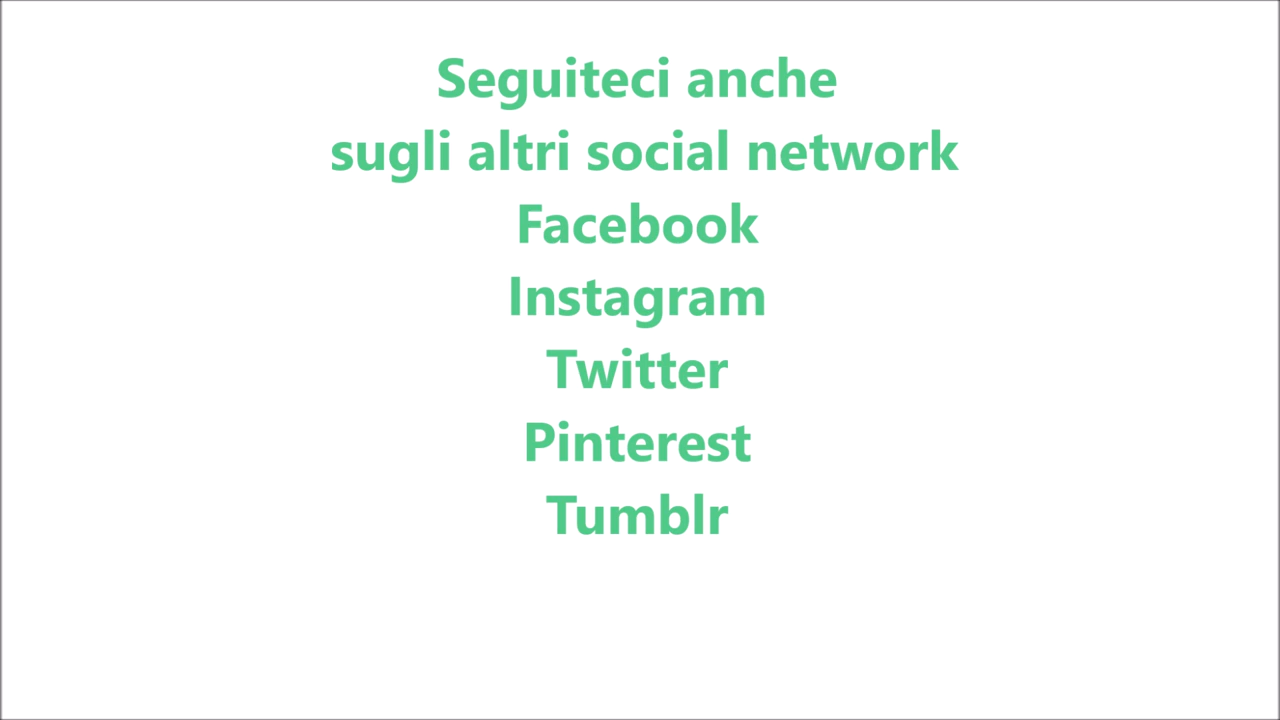 Seguiteci anche
sugli altri social network
Facebook
Instagram
Twitter
Pinterest
Tumblr